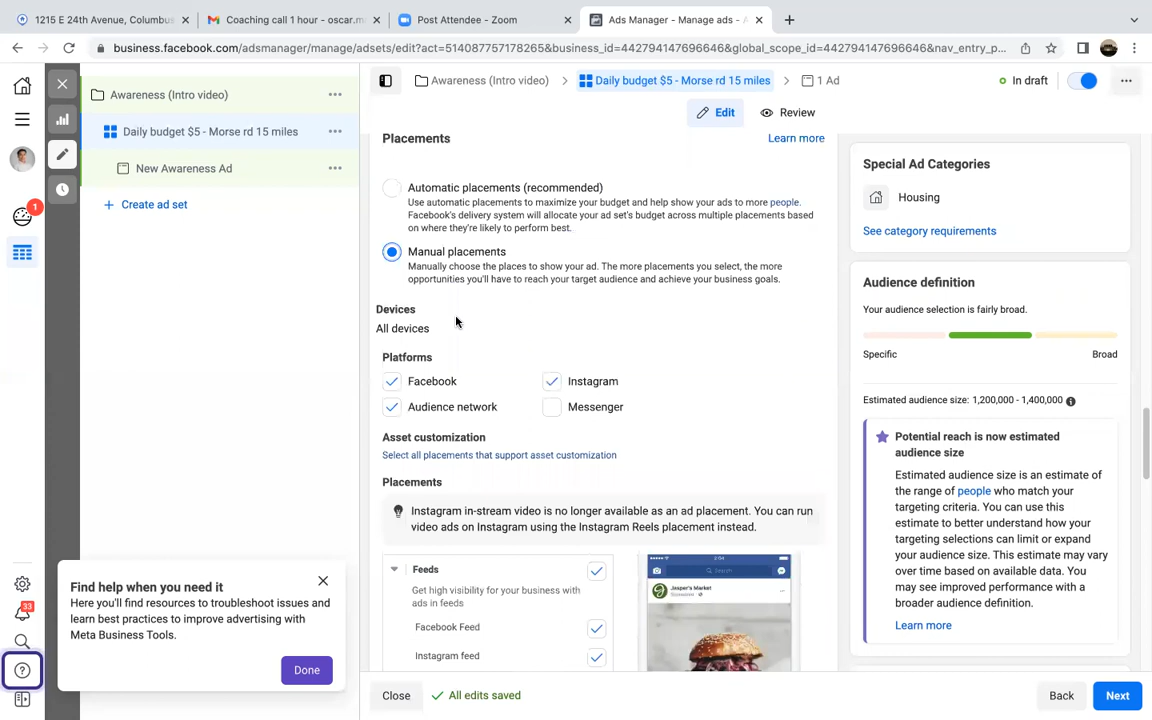 1215 E 24th Avenue, Columbus
Coaching call 1 hour - oscar.m
Post Attendee - Zoom
Ads Manager - Manage ads - A
business.facebook.com/adsmanager/manage/adsets/edit?act=514087757178265&business_id=442794147696646&global_scope_id=442794147696646&nav_entry_p...
Awareness (Intro video)
Daily budget $5 - Morse rd 15 miles
New Awareness Ad
Create ad set
Awareness (Intro video)
Daily budget $5 - Morse rd 15 miles
1 Ad
In draft
Edit
Review
Placements
Learn more
Automatic placements (recommended)
Use automatic placements to maximize your budget and help show your ads to more people.
Facebook's delivery system will allocate your ad set's budget across multiple placements based
on where they're likely to perform best.
Manual placements
Manually choose the places to show your ad. The more placements you select, the more
opportunities you'll have to reach your target audience and achieve your business goals.
Devices
All devices
Platforms
Facebook
Instagram
Audience network
Messenger
Asset customization
Select all placements that support asset customization
Placements
Instagram in-stream video is no longer available as an ad placement. You can run
video ads on Instagram using the Instagram Reels placement instead.
Feeds
Get high visibility for your business with
ads in feeds
Facebook Feed
Instagram feed
2:04
Search
Jasper's Market
Special Ad Categories
Housing
See category requirements
Audience definition
Your audience selection is fairly broad.
Specific
Broad
Estimated audience size: 1,200,000 - 1,400,000
Potential reach is now estimated
audience size
Estimated audience size is an estimate of
the range of people who match your
targeting criteria. You can use this
estimate to better understand how your
targeting selections can limit or expand
your audience size. This estimate may vary
over time based on available data. You
may see improved performance with a
broader audience definition.
Learn more
1
33
Find help when you need it
Here you'll find resources to troubleshoot issues and
learn best practices to improve advertising with
Meta Business Tools.
Done
Close
All edits saved
Back
Next